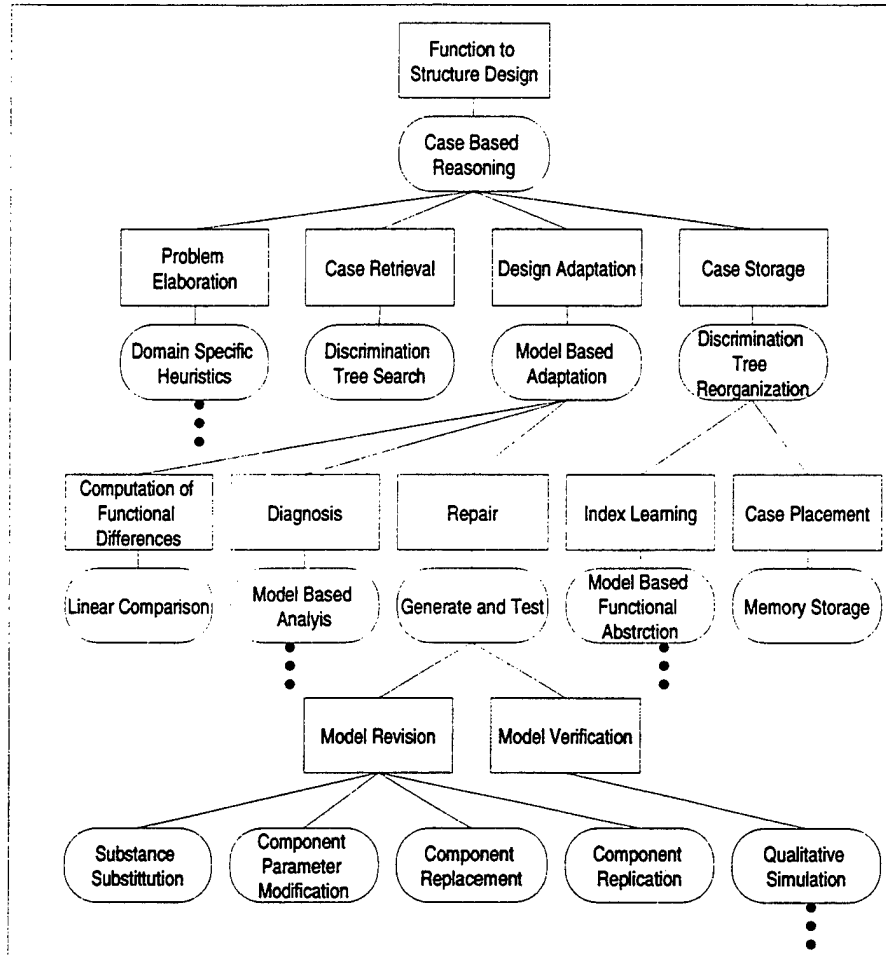 Function to
Structure Design
Case Based
Reasoning
Problem
Elaboration
Case Retrieval
Design Adaptation
Case Storage
Domain Specific
Heuristics
Discrimination
Tree Search
Model Based
Adaptation
Discrimination
Tree
Reorganization
Computation of
Functional
Differences
Diagnosis
Repair
Index Learning
Case Placement
Linear Comparison
Model Based
Analyis
Generate and Test
Model Based
Functional
Abstrction
Memory Storage
Model Revision
Model Verification
Substance
Substittution
Component
Parameter
Modification
Component
Replacement
Component
Replication
Qualitative
Simulation